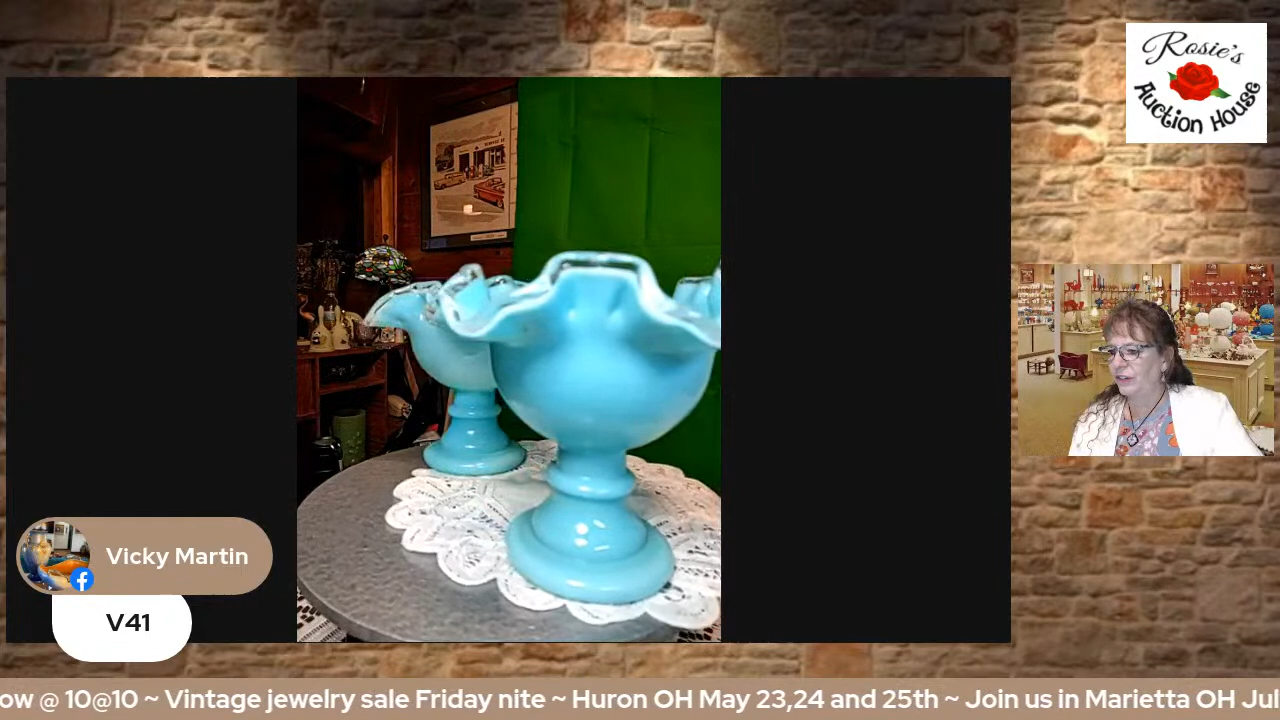 Rosie's
Auction House
Vicky Martin
V41
ow @ 10@10 ~ Vintage jewelry sale Friday nite ~ Huron OH May 23,24 and 25th ~ Join us in Marietta OH Jul